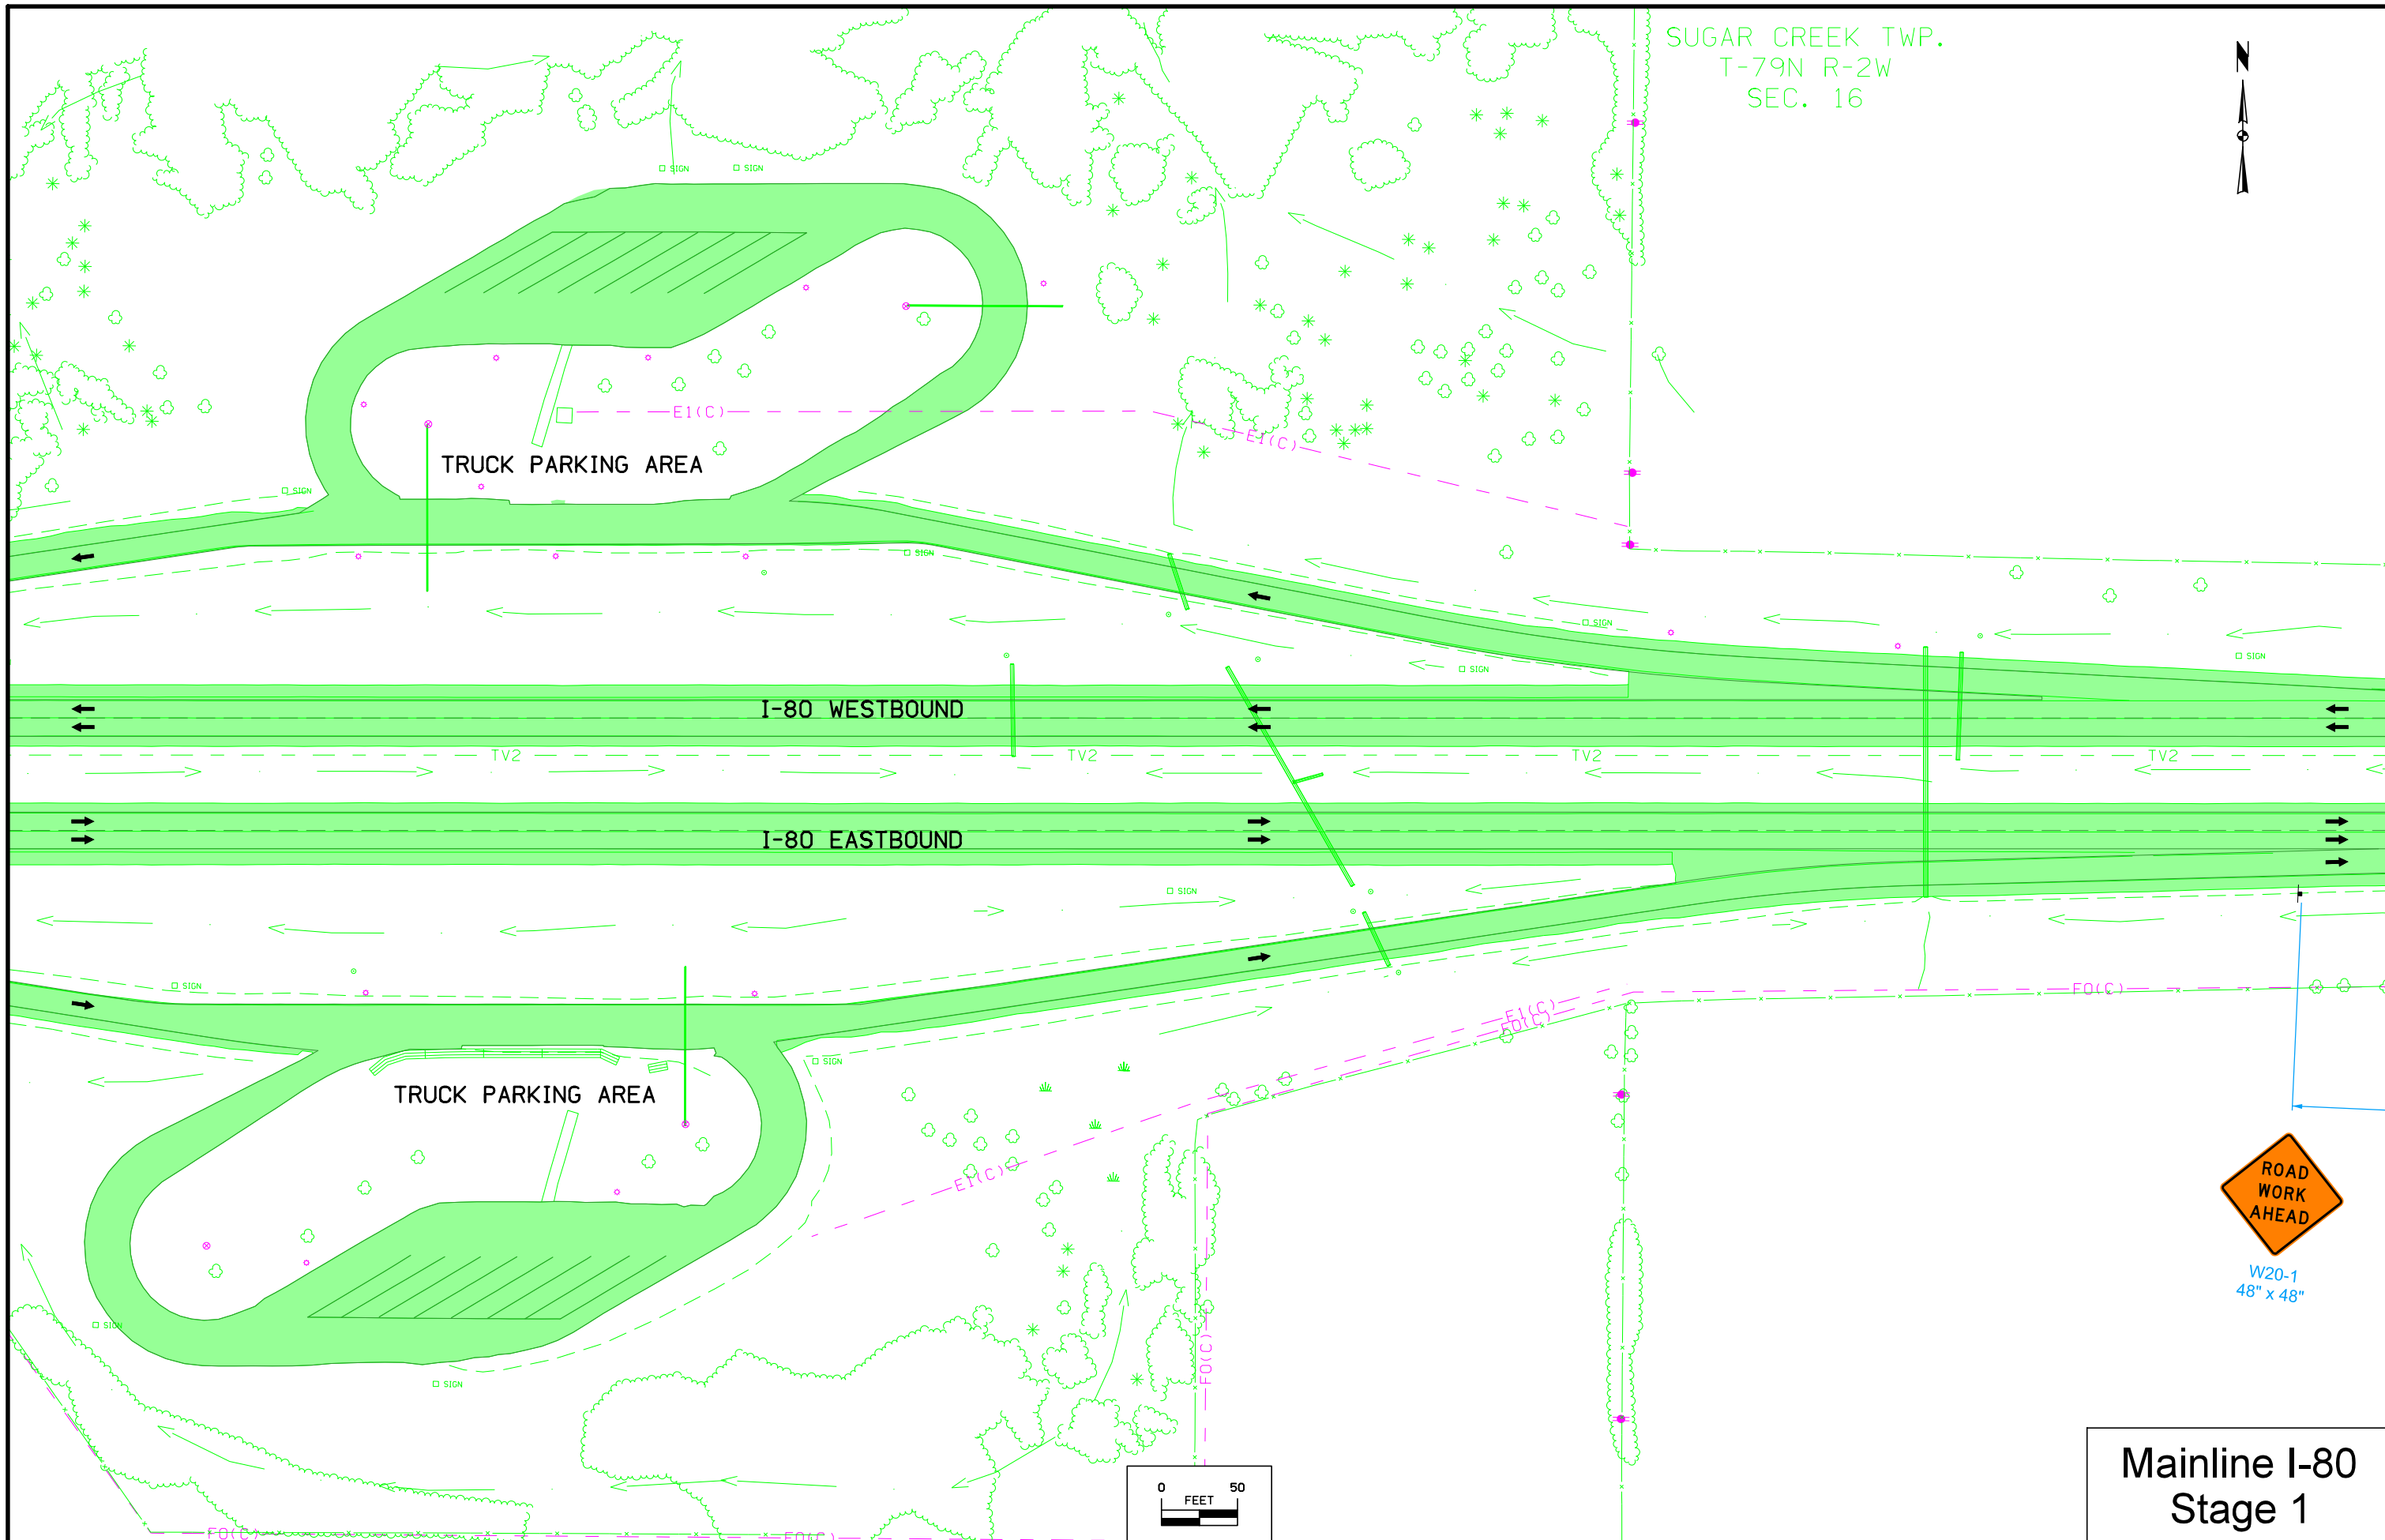 SUGAR CREEK TWP.
T-79N R-2W
SEC. 16
N
SIGN
SIGN
E1(C)
E1(C)
TRUCK PARKING AREA
SIGN
SIGN
SIGN
SIGN
SIGN
I-80 WESTBOUND
TV2
TV2
TV2
TV2
I-80 EASTBOUND
SIGN
SIGN
FO(C)
E1(C)
FO(C)
SIGN
TRUCK PARKING AREA
E1(C)
ROAD
WORK
AHEAD
W20-1
48" x 48"
SIGN
FO(C)
SIGN
0 50
FEET
Mainline I-80
Stage 1
FO(C)
FO(C)